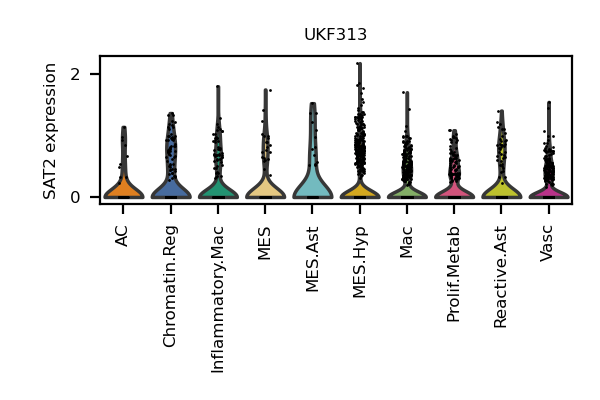 UKF313
SAT2 expression
2
0
AC
Chromatin.Reg
Inflammatory.Mac
MES
MES.Ast
MES.Hyp
Mac
Prolif.Metab
Reactive.Ast
Vasc